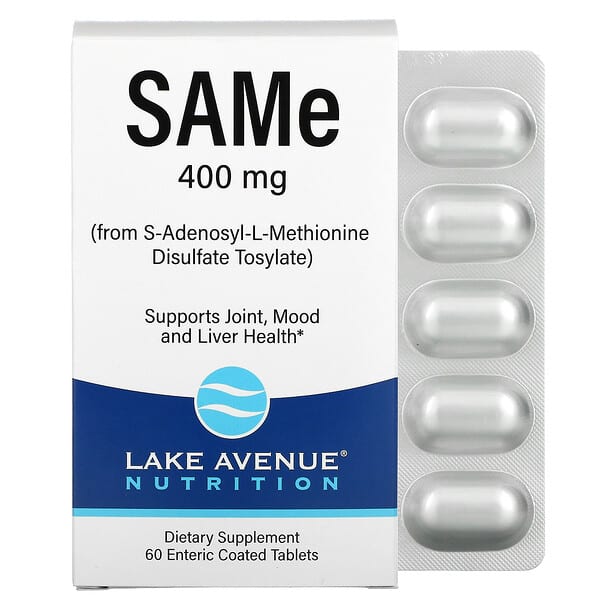 SAMe
400 mg
(from S-Adenosyl-L-Methionine
Disulfate Tosylate)
Supports Joint, Mood
and Liver Health*
LAKE AVENUE®
NUTRITION
Dietary Supplement
60 Enteric Coated Tablets